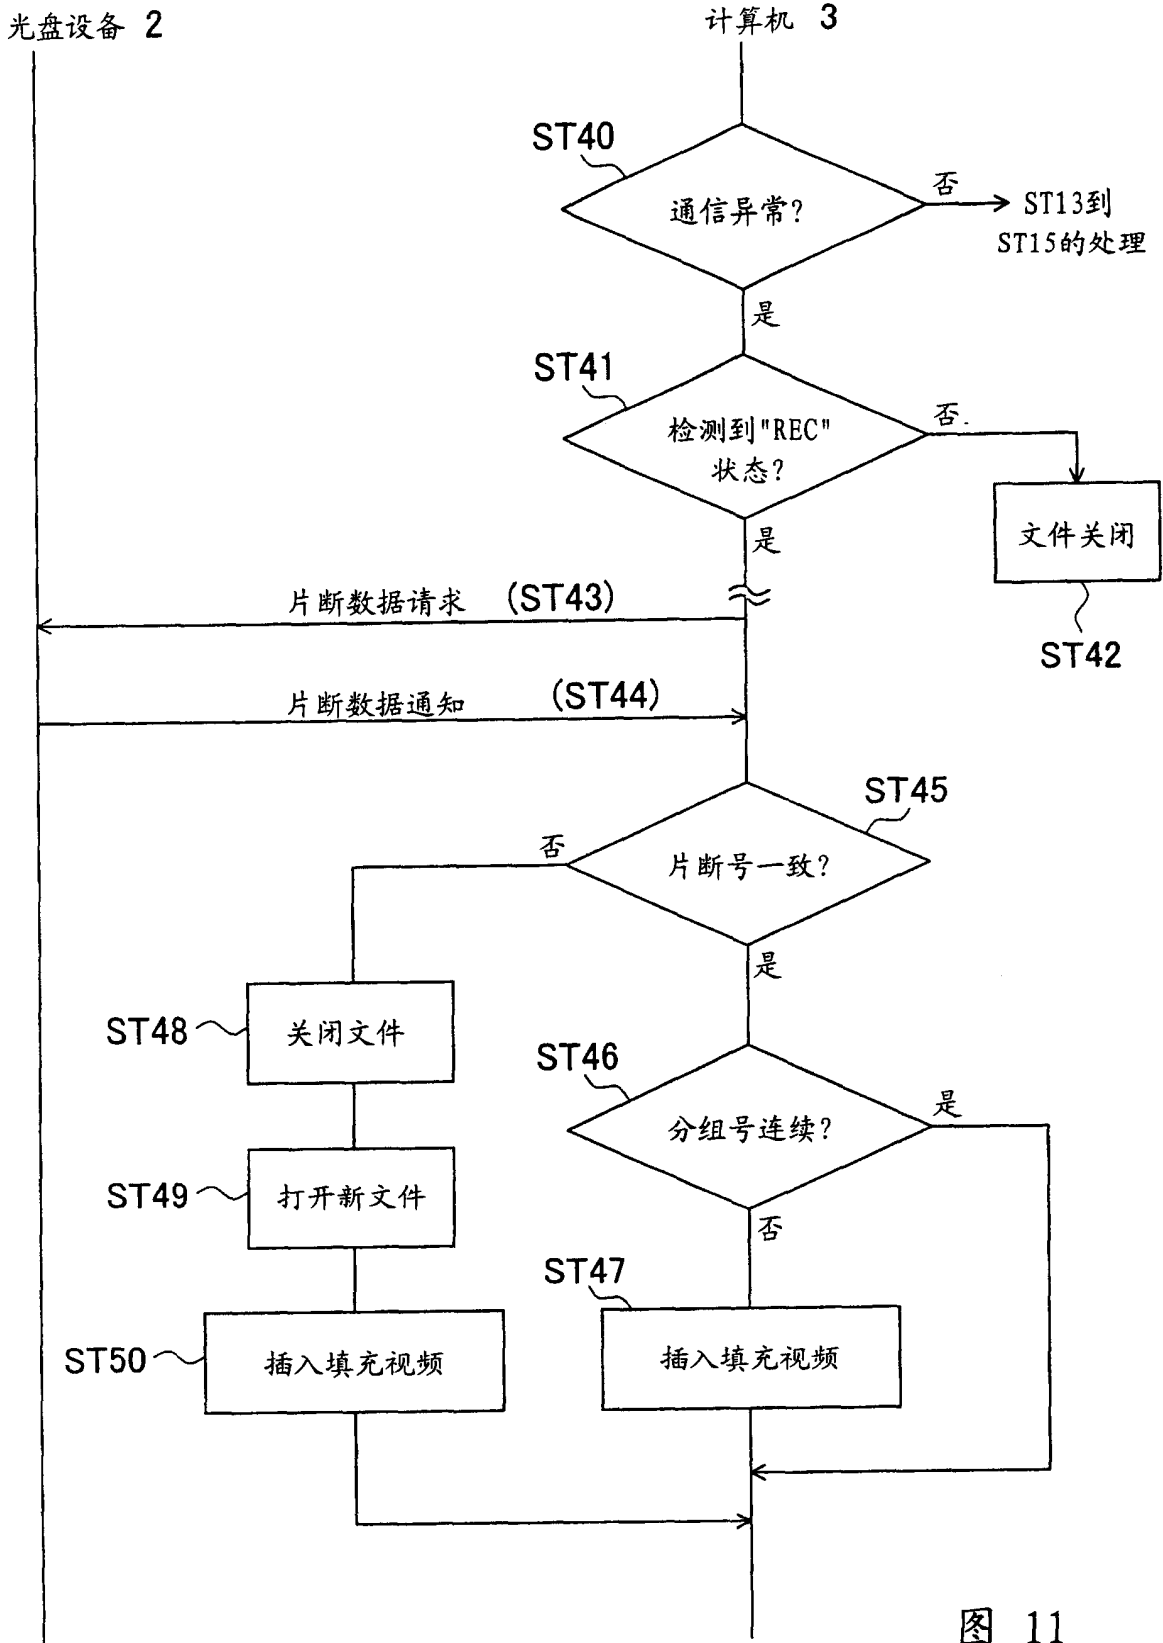 光盘设备 2
计算机 3
ST40
通信异常?
否
ST13到
ST15的处理
是
ST41
检测到"REC"
状态?
否
是
文件关闭
ST42
片断数据请求 (ST43)
片断数据通知 (ST44)
ST45
片断号一致?
否
是
ST48
关闭文件
ST46
分组号连续?
是
ST49
打开新文件
否
ST47
ST50
插入填充视频
插入填充视频
图 11